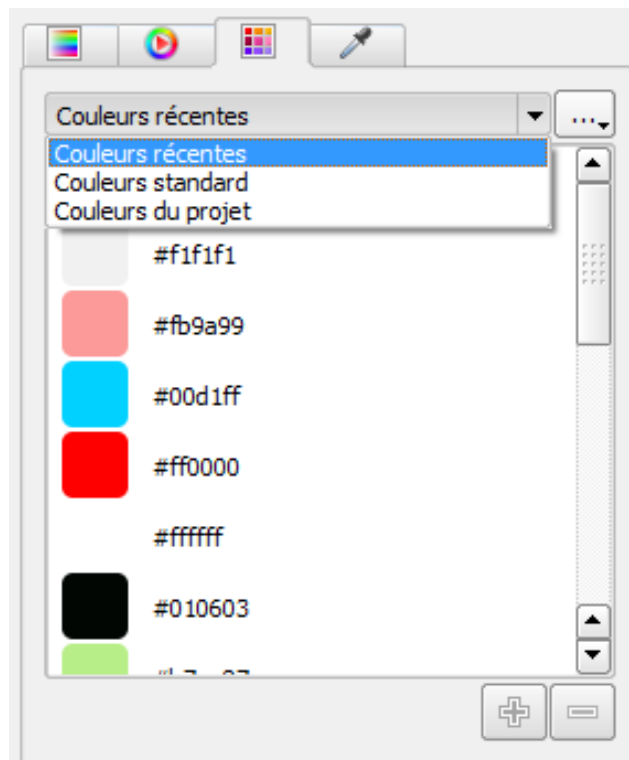 Couleurs récentes
...
Couleurs récentes
Couleurs standard
Couleurs du projet
#f1f1f1
#fb9a99
#00d1ff
#ff0000
#ffffff
#010603